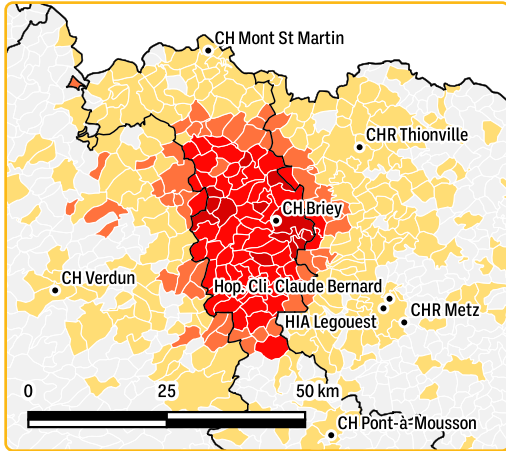 CH Mont St Martin
CHR Thionville
CH Briey
CH Verdun
Hop. Cli. Claude Bernard
CHR Metz
HIA Legouest
0 25 50 km
CH Pont-à-Mousson